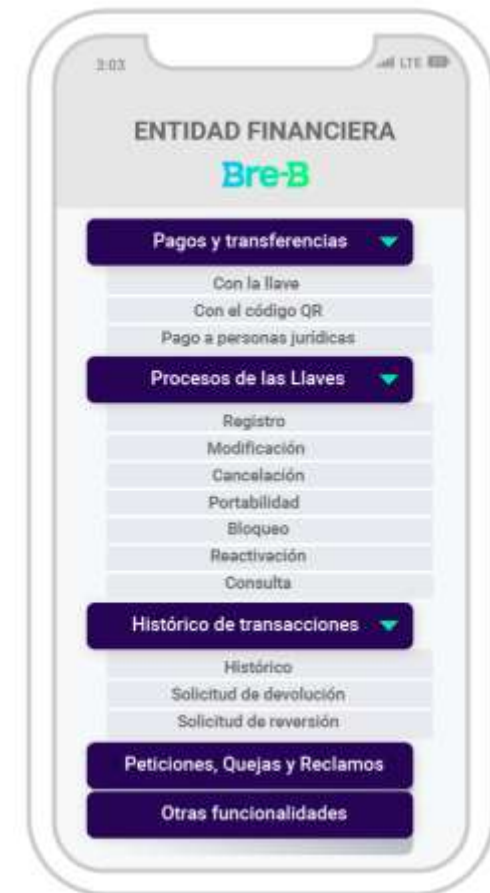 3:03
LTE
ENTIDAD FINANCIERA
Bre-B
Pagos y transferencias
Con la llave
Con el código QR
Pago a personas jurídicas
Procesos de las Llaves
Registro
Modificación
Cancelación
Portabilidad
Bloqueo
Reactivación
Consulta
Histórico de transacciones
Histórico
Solicitud de devolución
Solicitud de reversión
Peticiones, Quejas y Reclamos
Otras funcionalidades